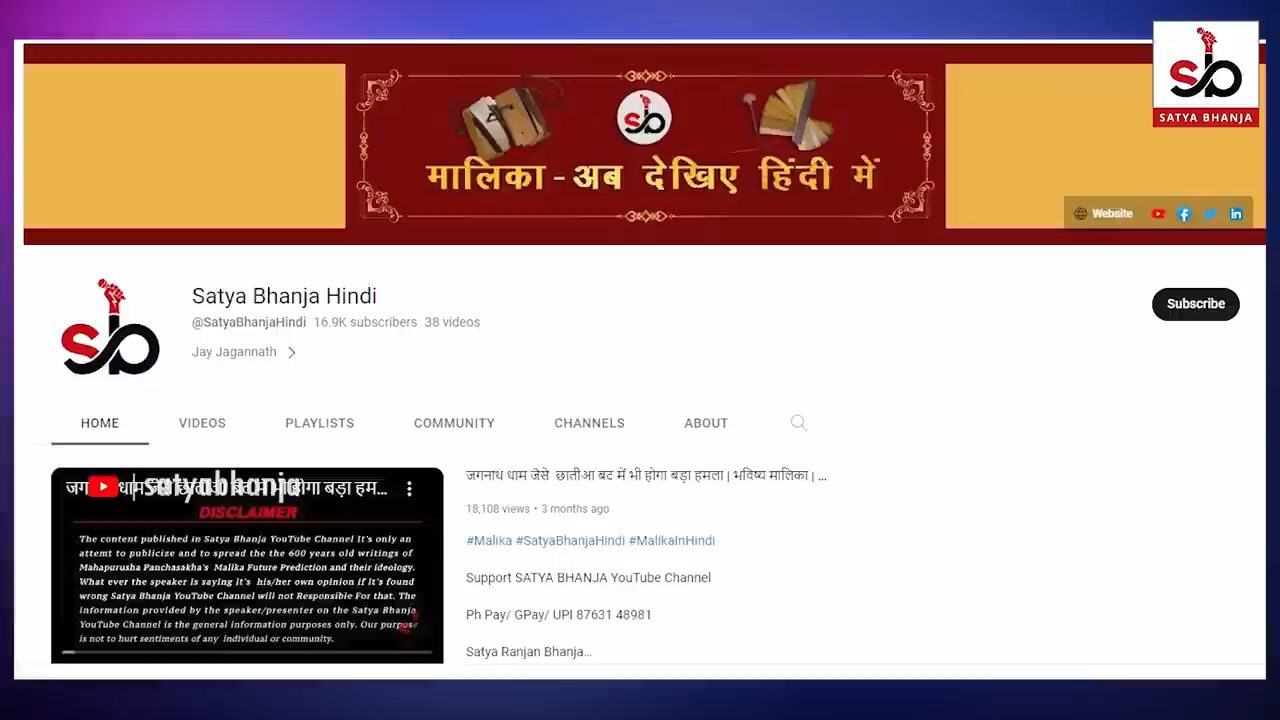 SATYA BHANJA
मालिका - अब देखिए हिंदी में
Website
Satya Bhanja Hindi
@SatyaBhanjaHindi 16.9K subscribers 38 videos
Jay Jagannath
Subscribe
HOME VIDEOS PLAYLISTS COMMUNITY CHANNELS ABOUT
satyabhanja
DISCLAIMER
The content published in Satya Bhanja YouTube Channel It's only an
attemt to publicize and to spread the the 600 years old writings of
Mahapurusha Panchasakha's Malika Future Prediction and their ideology.
What ever the speaker is saying It's his/her own opinion if It's found
wrong Satya Bhanja YouTube Channel will not Responsible For that. The
information provided by the speaker/presenter on the Satya Bhanja
YouTube Channel is the general information purposes only. Our purpose
is not to hurt sentiments of any individual or community.
जगनाथ धाम जेसे छातीआ बट में भी होगा बड़ा हमला | भविष्य मालिका | ...
18,108 views • 3 months ago
#Malika #SatyaBhanjaHindi #MalikaInHindi
Support SATYA BHANJA YouTube Channel
Ph Pay/ GPay/ UPI 87631 48981
Satya Ranjan Bhanja...